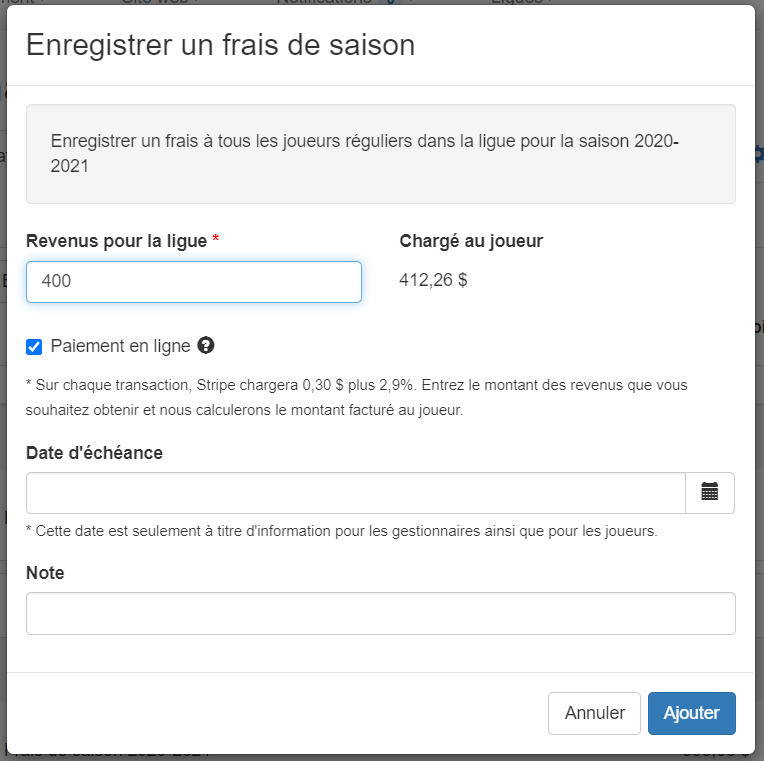 Enregistrer un frais de saison
Enregistrer un frais à tous les joueurs réguliers dans la ligue pour la saison 2020-
2021
Revenus pour la ligue *
Chargé au joueur
400
412,26 $
Paiement en ligne
* Sur chaque transaction, Stripe chargera 0,30 $ plus 2,9%. Entrez le montant des revenus que vous
souhaitez obtenir et nous calculerons le montant facturé au joueur.
Date d'échéance
* Cette date est seulement à titre d'information pour les gestionnaires ainsi que pour les joueurs.
Note
Annuler
Ajouter